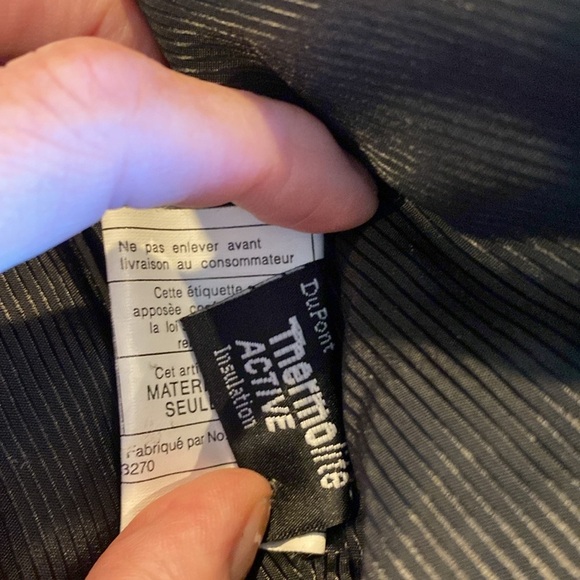 Ne pas enlever avant
livraison au consommateur
Cette étiquette
apposée
la loi
Cet
MATER
SEUL
Fabriqué par No.
3270
DuPont
Thermolite
ACTIVE
Insulation